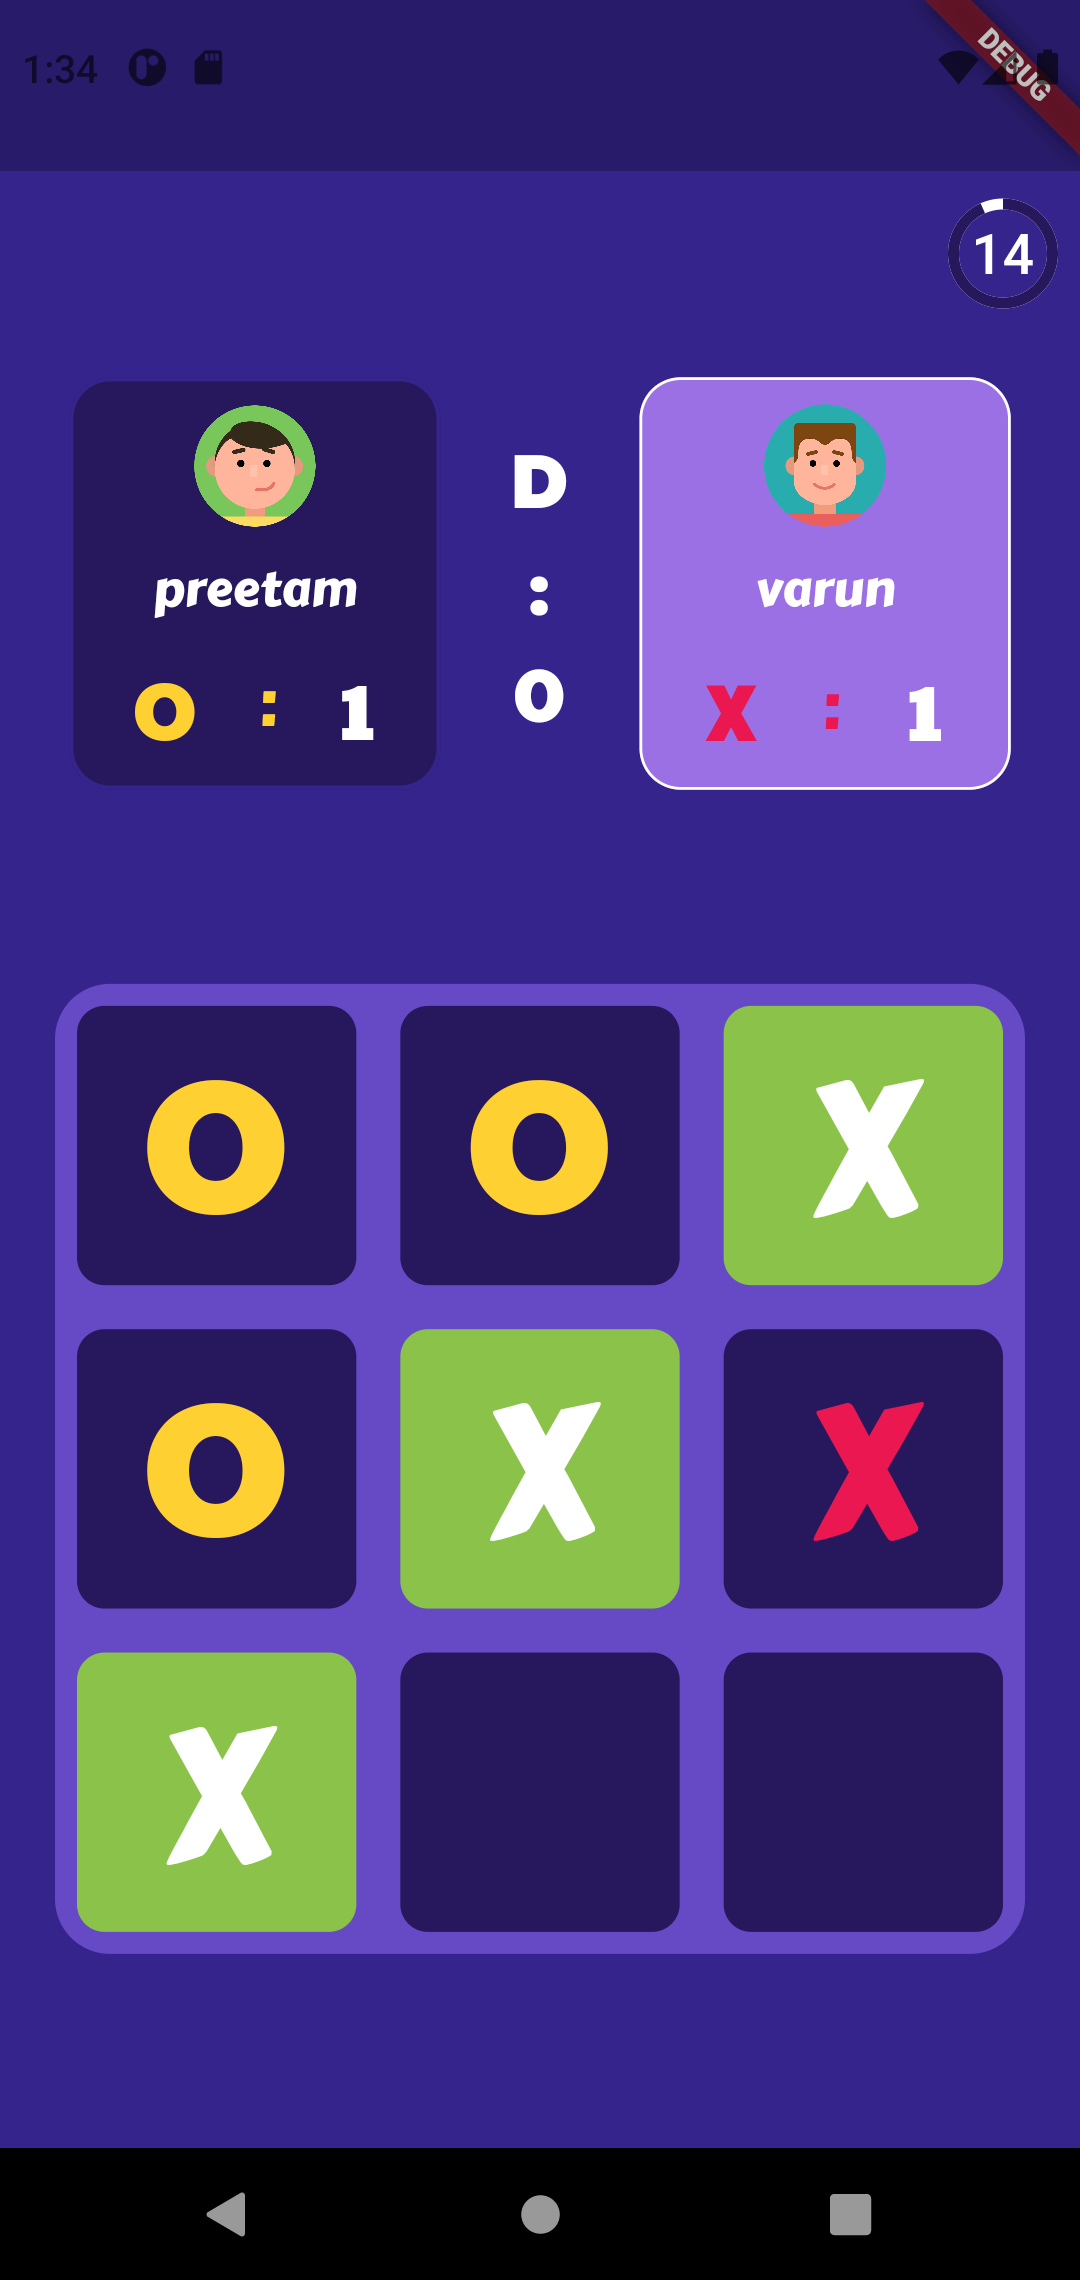 1:34
DEBUG
14
preetam
O : 1
D
:
0
varun
X : 1
O O X
O X X
X